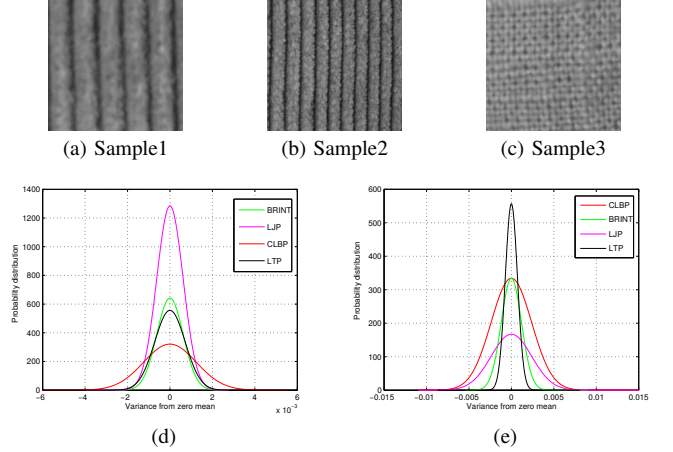 (a) Sample1 (b) Sample2 (c) Sample3
1400
1200
1000
800
600
400
200
0
Probability distribution
BRINT
LJP
CLBP
LTP
−6 −4 −2 0 2 4 6
Variance from zero mean
x 10⁻³
(d)
600
500
400
300
200
100
0
Probability distribution
CLBP
BRINT
LJP
LTP
−0.015 −0.01 −0.005 0 0.005 0.01 0.015
Variance from zero mean
(e)